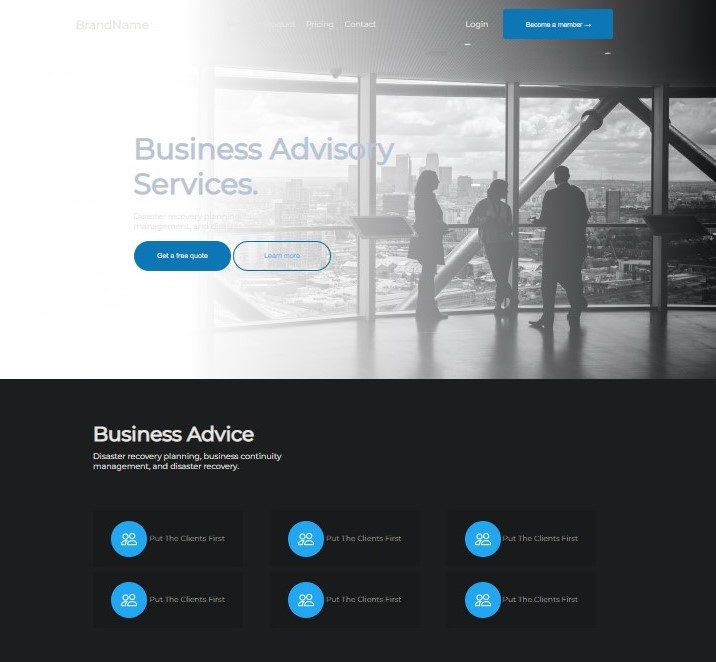 BrandName
Product Pricing Contact
Login
Become a member →
Business Advisory
Services.
Disaster recovery planning,
management, and
Get a free quote
Learn more
Business Advice
Disaster recovery planning, business continuity
management, and disaster recovery.
Put The Clients First
Put The Clients First
Put The Clients First
Put The Clients First
Put The Clients First
Put The Clients First